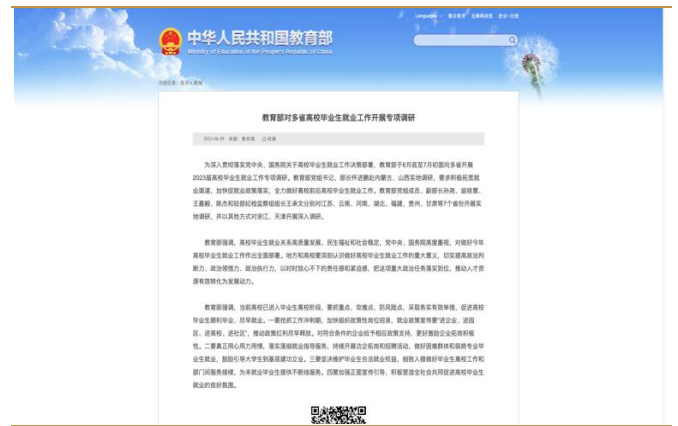 中华人民共和国教育部
Ministry of Education of the People's Republic of China
教育部对多省高校毕业生就业工作开展专项调研
为深入贯彻落实党中央、国务院关于高校毕业生就业工作决策部署，教育部于6月底至7月初面向多省开展
2023届高校毕业生就业工作专项调研。教育部党组书记、部长怀进鹏赴内蒙古、山西实地调研，要求积极拓宽就
业渠道，加快促就业政策落实，全力做好离校前后高校毕业生就业工作。教育部党组成员、副部长孙尧、翁铁慧、
王嘉毅、陈杰和驻部纪检监察组组长王承文分别对江苏、云南、河南、湖北、福建、贵州、甘肃等7个省份开展实
地调研，并以其他方式对浙江、天津开展深入调研。
教育部强调，高校毕业生就业关系高质量发展、民生福祉和社会稳定，党中央、国务院高度重视，对做好今年
高校毕业生就业工作作出全面部署。地方和高校要深刻认识做好高校毕业生就业工作的重大意义，切实提高政治判
断力、政治领悟力、政治执行力，以时时放心不下的责任感和紧迫感，把这项重大政治任务落实到位，推动人才资
源有效转化为发展动力。
教育部强调，当前高校已进入毕业生离校阶段，要抓重点、攻难点、防风险点，采取务实有效举措，促进高校
毕业生顺利毕业、尽早就业。一要抢抓工作冲刺期，加快组织政策性岗位招录，就业政策宣传要“进企业、进园
区、进高校、进社区”，推动政策红利尽早释放。对符合条件的企业给予相应政策支持，更好激励企业拓岗积极
性。二要真正用心用力用情，落实落细就业指导服务，持续开展访企拓岗和招聘活动，做好困难群体和弱势专业毕
业生就业，鼓励引导大学生到基层建功立业。三要坚决维护毕业生合法就业权益，细致入微做好毕业生离校工作和
部门间服务接续，为未就业毕业生提供不断线服务。四要加强正面宣传引导，积极营造全社会共同促进高校毕业生
就业的良好氛围。